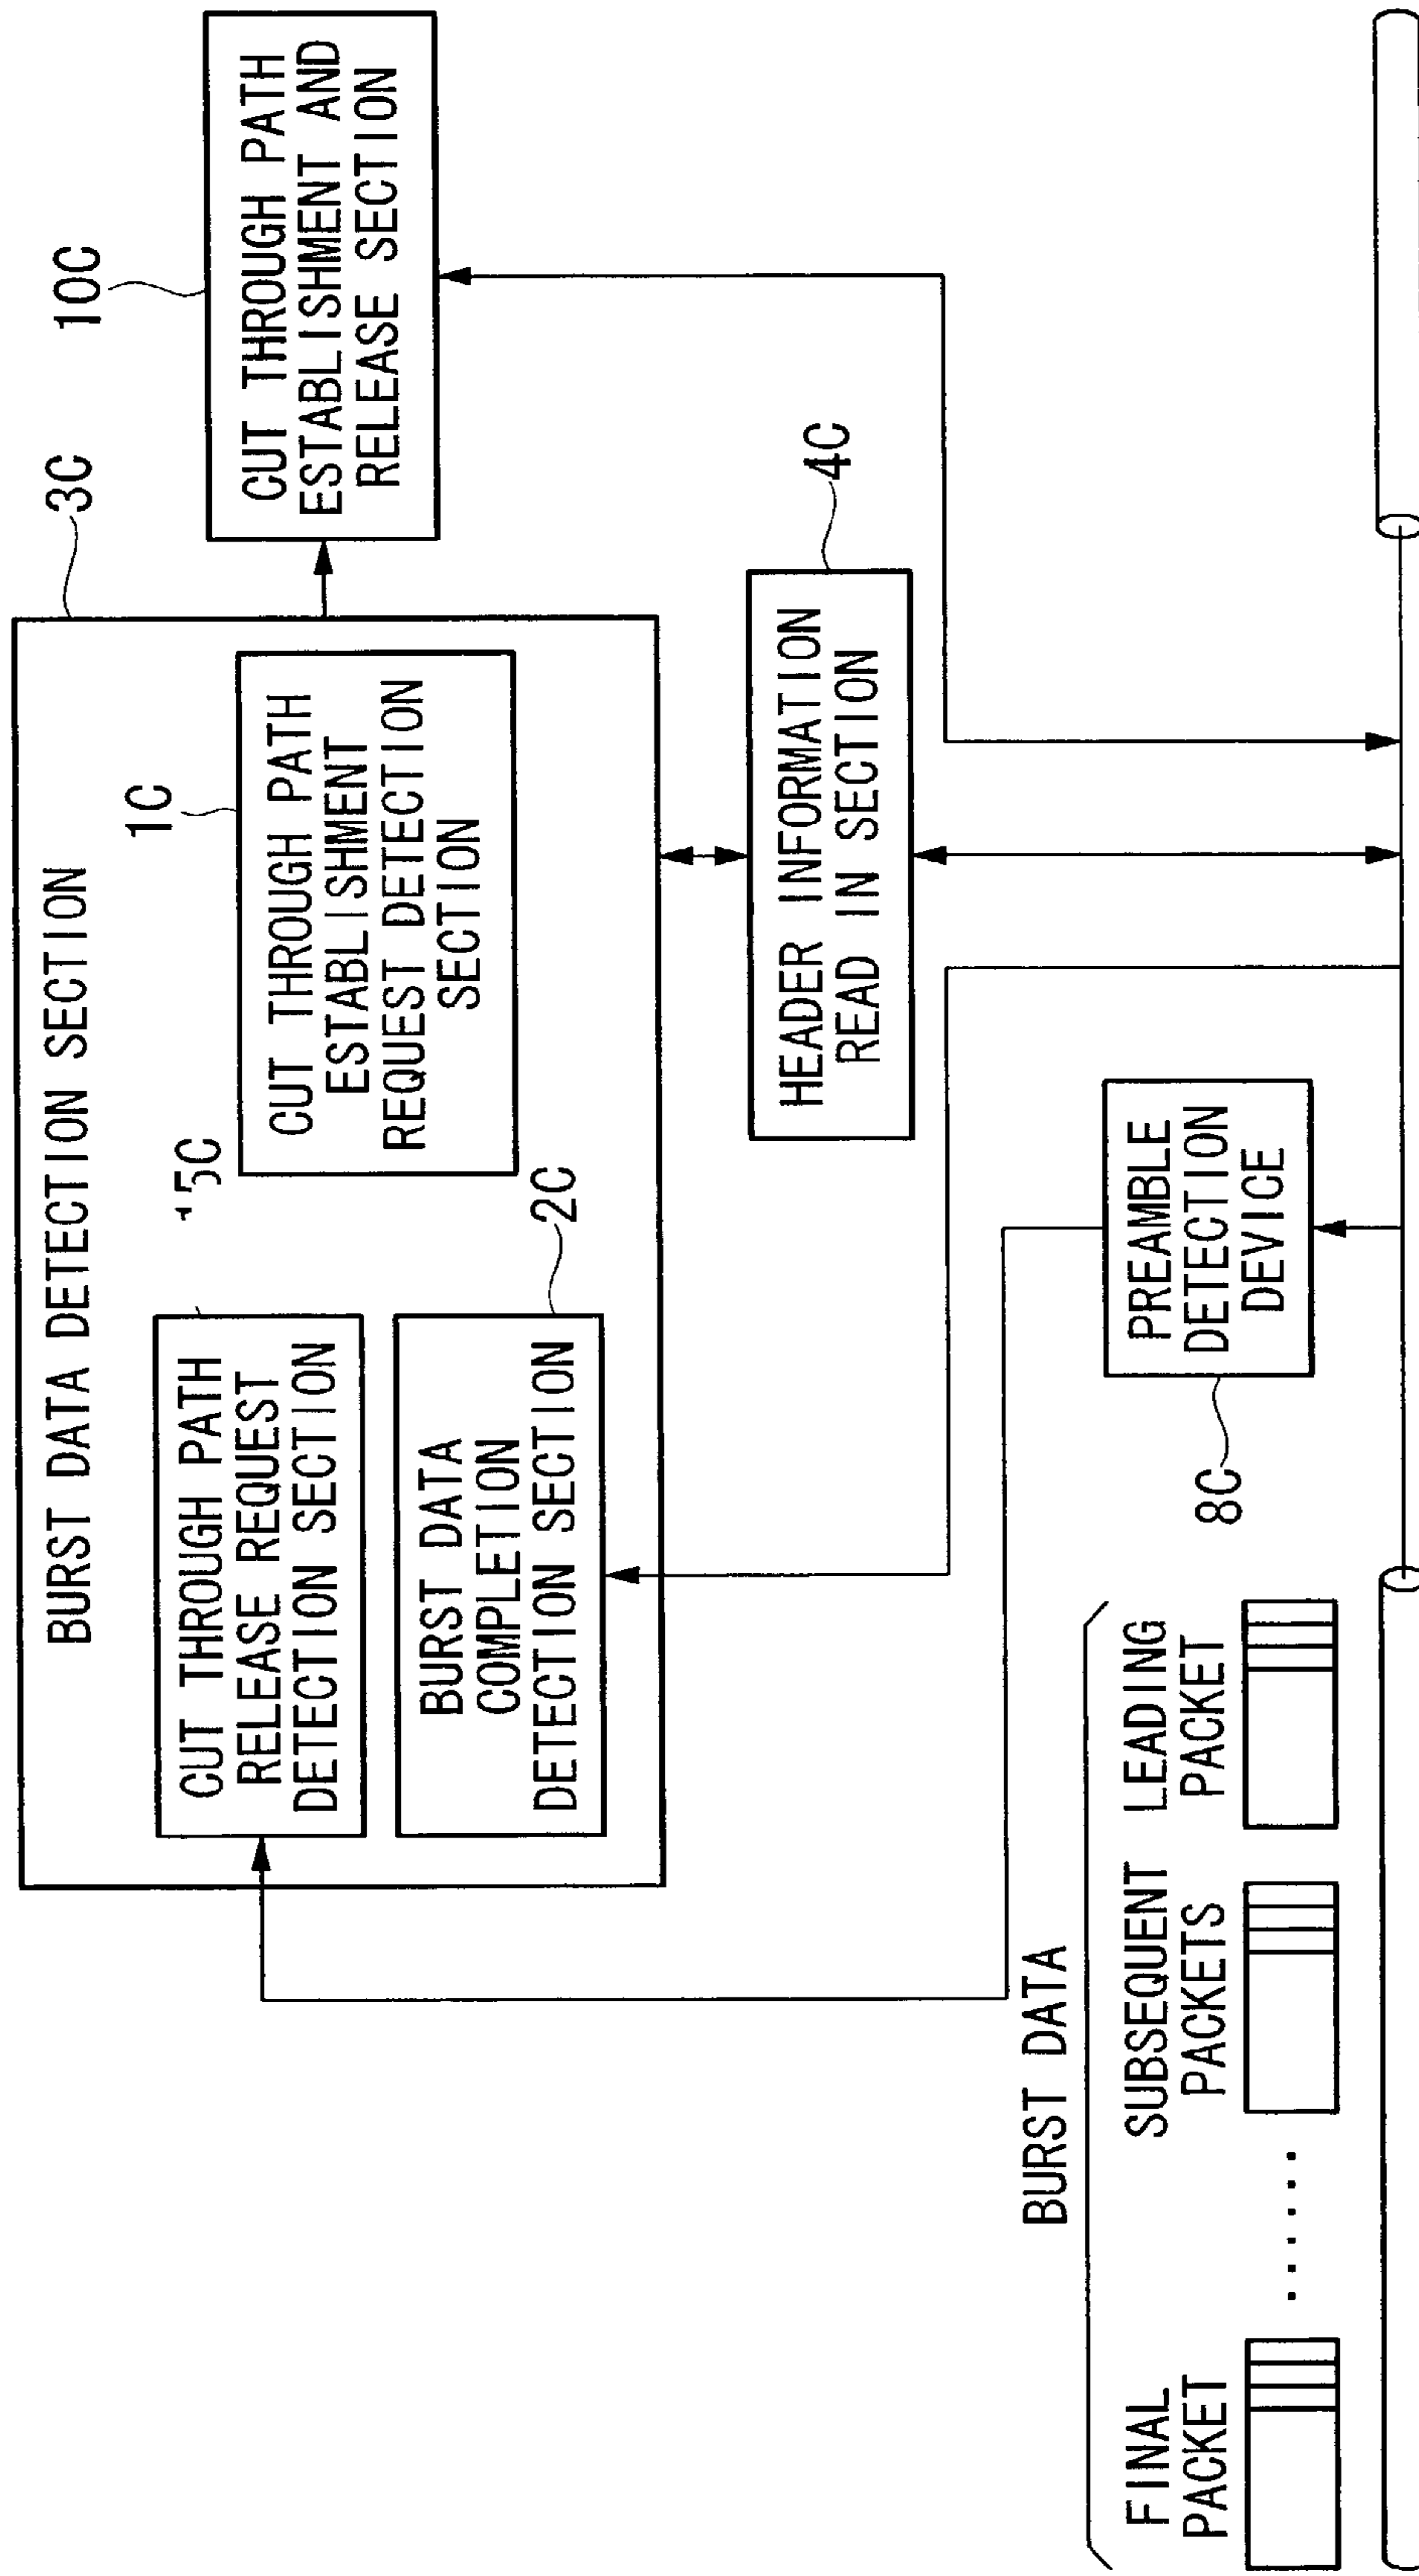 BURST DATA DETECTION SECTION
3C
10C
CUT THROUGH PATH
ESTABLISHMENT AND
RELEASE SECTION
CUT THROUGH PATH
RELEASE REQUEST
DETECTION SECTION
1C
CUT THROUGH PATH
ESTABLISHMENT
REQUEST DETECTION
SECTION
2C
BURST DATA
COMPLETION
DETECTION SECTION
4C
HEADER INFORMATION
READ IN SECTION
PREAMBLE
DETECTION
DEVICE
8C
BURST DATA
FINAL
PACKET
......
SUBSEQUENT
PACKETS
LEADING
PACKET